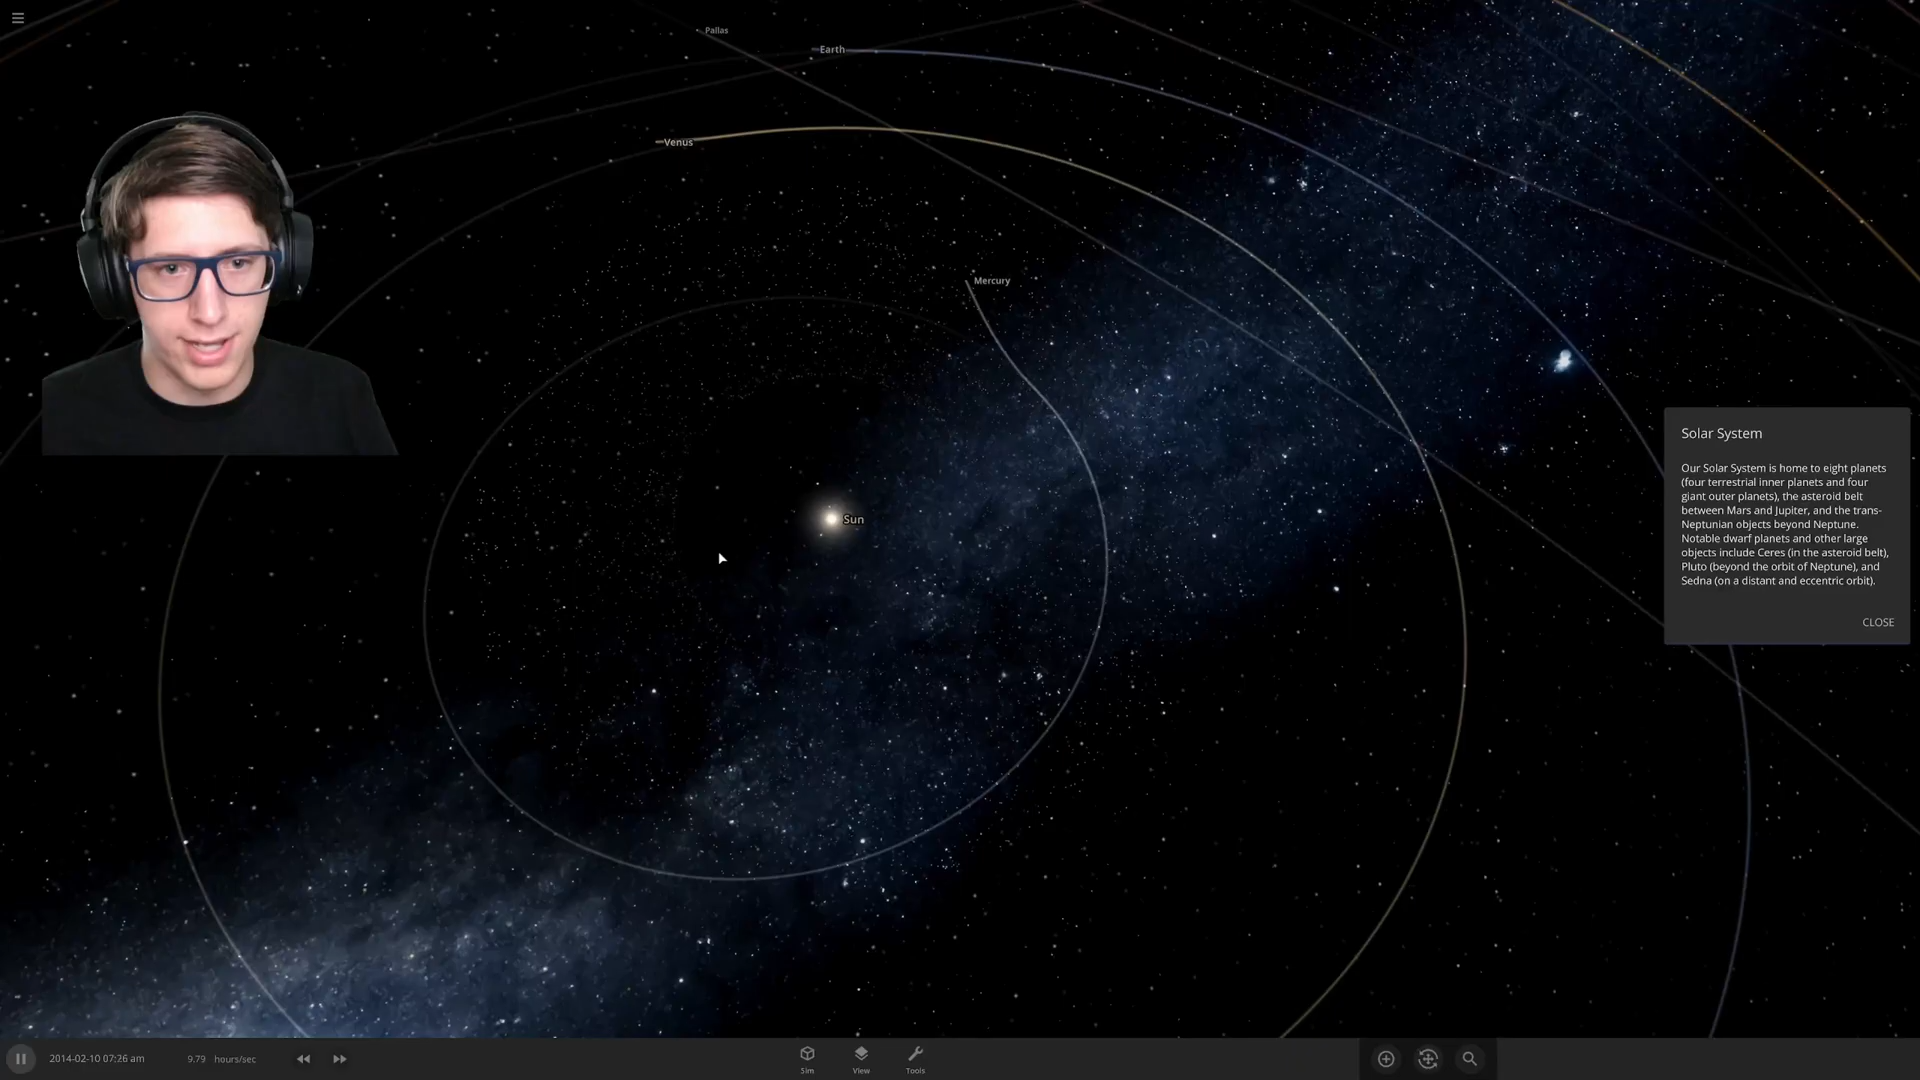 Pallas
Earth
Venus
Mercury
Sun
Solar System
Our Solar System is home to eight planets
(four terrestrial inner planets and four
giant outer planets), the asteroid belt
between Mars and Jupiter, and the trans-
Neptunian objects beyond Neptune.
Notable dwarf planets and other large
objects include Ceres (in the asteroid belt),
Pluto (beyond the orbit of Neptune), and
Sedna (on a distant and eccentric orbit).
CLOSE
2014-02-10 07:26 am 9.79 hours/sec
Sim View Tools